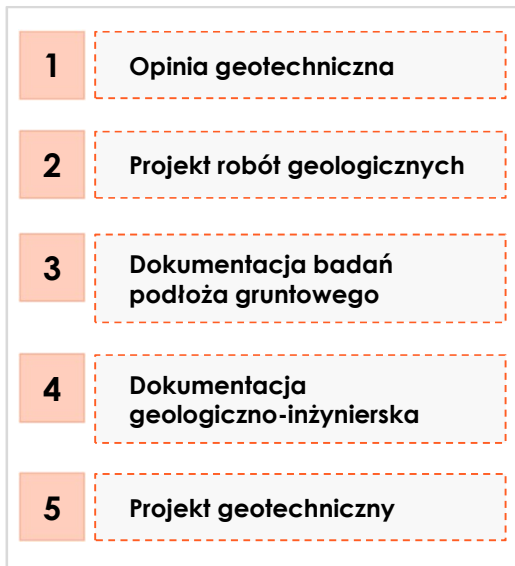 1
Opinia geotechniczna
2
Projekt robót geologicznych
3
Dokumentacja badań
podłoża gruntowego
4
Dokumentacja
geologiczno-inżynierska
5
Projekt geotechniczny